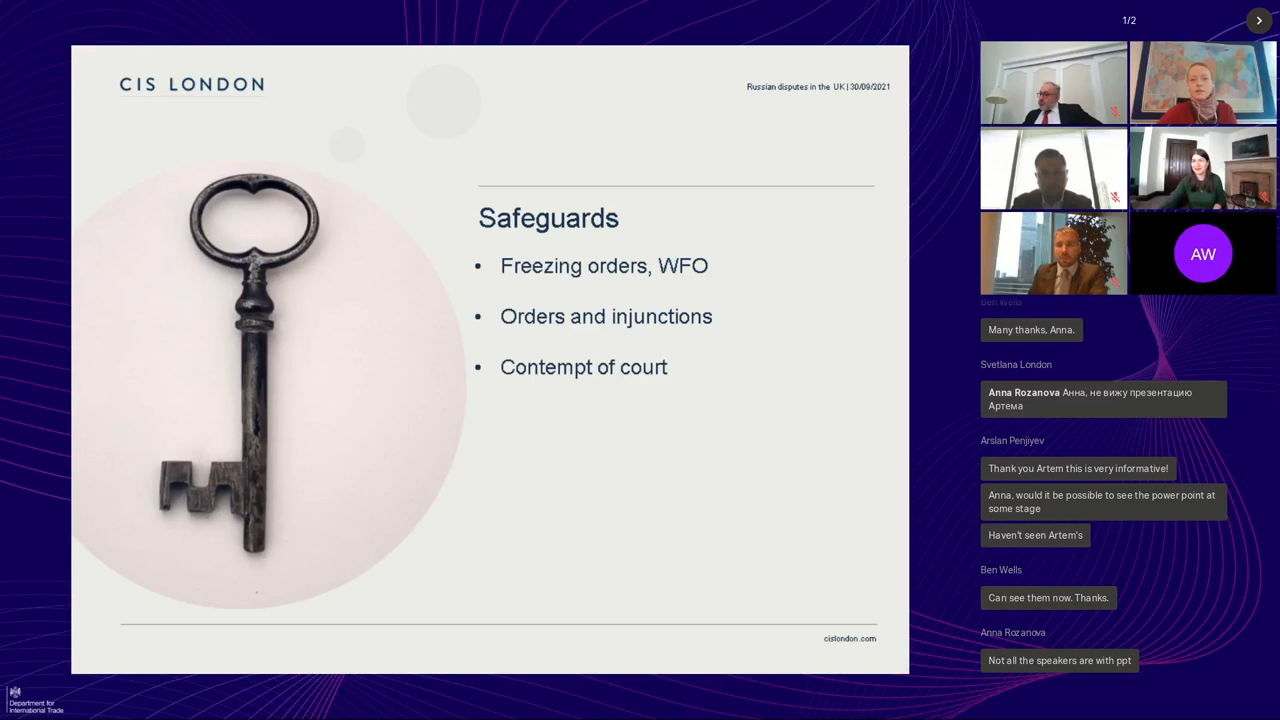 1/2
CIS LONDON
Russian disputes in the UK | 30/09/2021
Safeguards
• Freezing orders, WFO
• Orders and injunctions
• Contempt of court
cislondon.com
AW
Ben Wells
Many thanks, Anna.
Svetlana London
Anna Rozanova Анна, не вижу презентацию
Артема
Arslan Penjiyev
Thank you Artem this is very informative!
Anna, would it be possible to see the power point at
some stage
Haven't seen Artem's
Ben Wells
Can see them now. Thanks.
Anna Rozanova
Not all the speakers are with ppt
Department for
International Trade